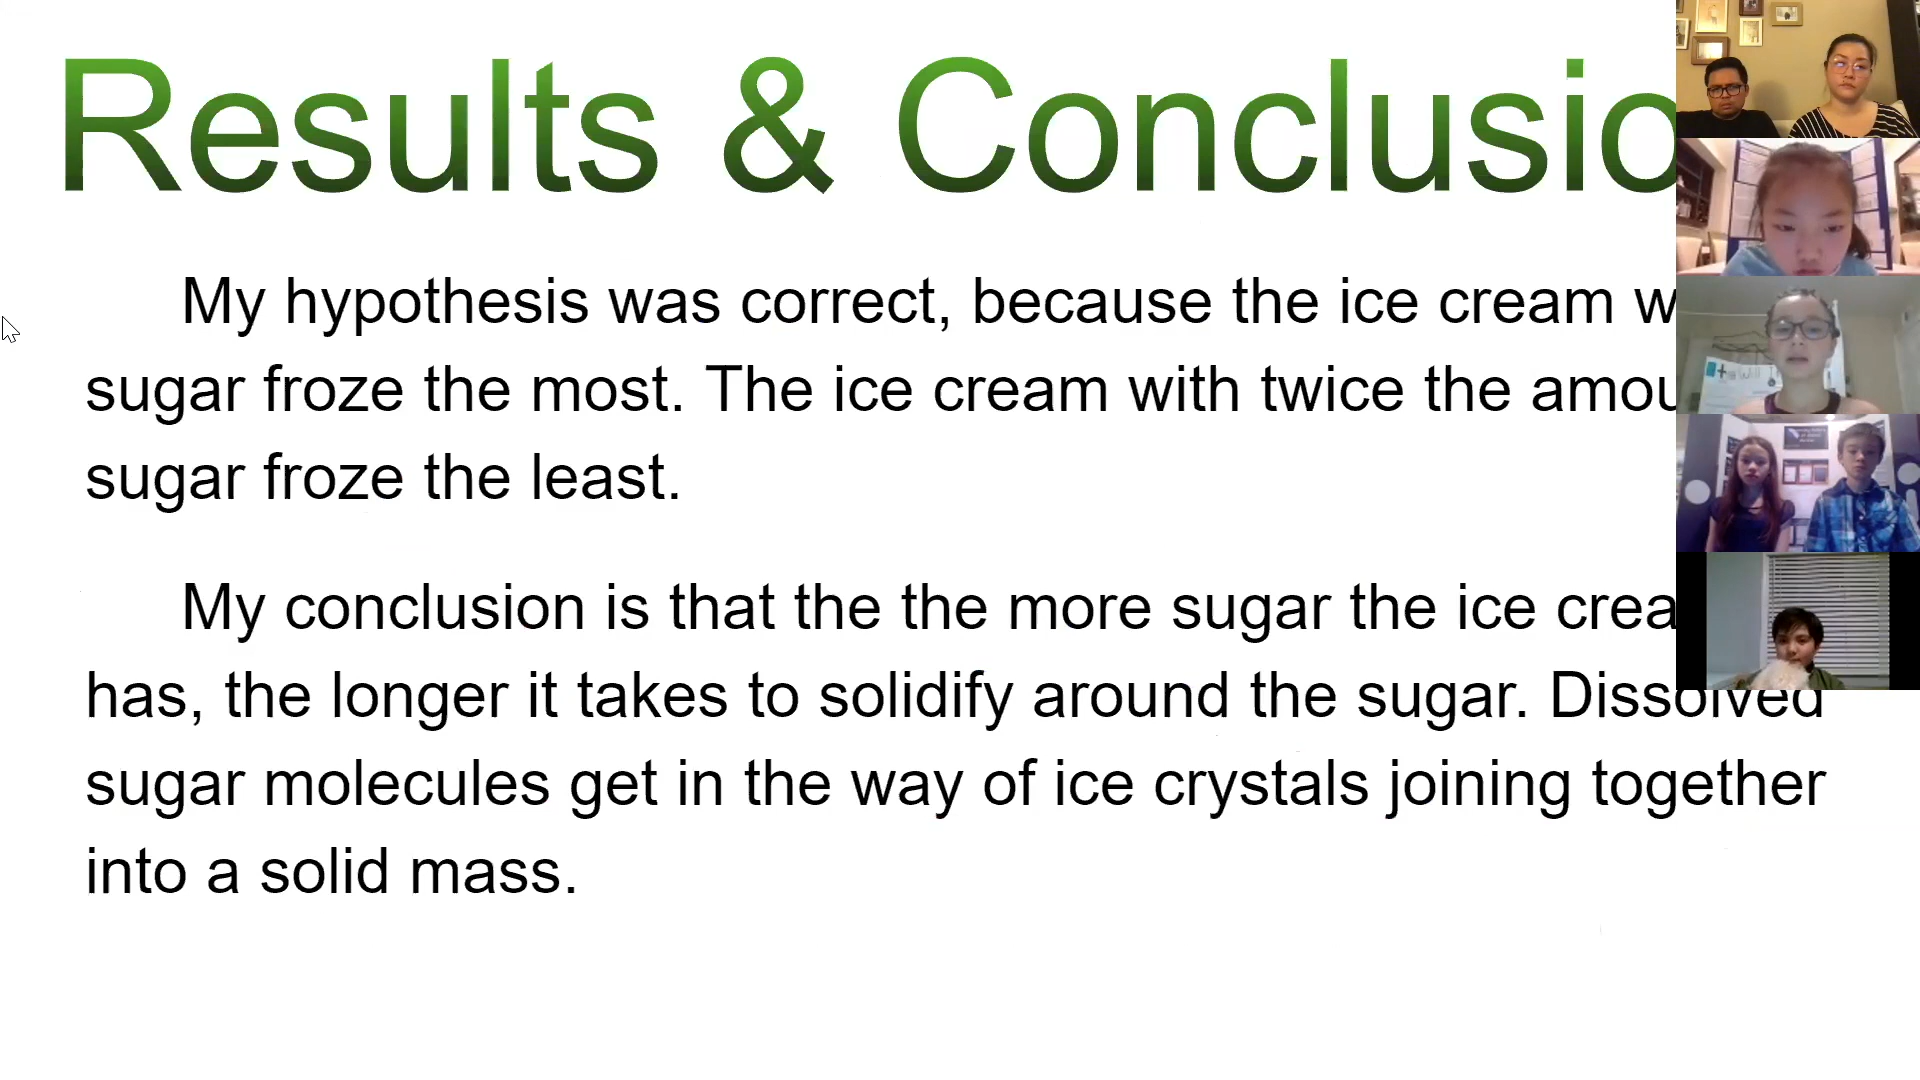 Results & Conclusio
My hypothesis was correct, because the ice cream w
sugar froze the most. The ice cream with twice the amou
sugar froze the least.
My conclusion is that the the more sugar the ice crea
has, the longer it takes to solidify around the sugar. Dissolved
sugar molecules get in the way of ice crystals joining together
into a solid mass.